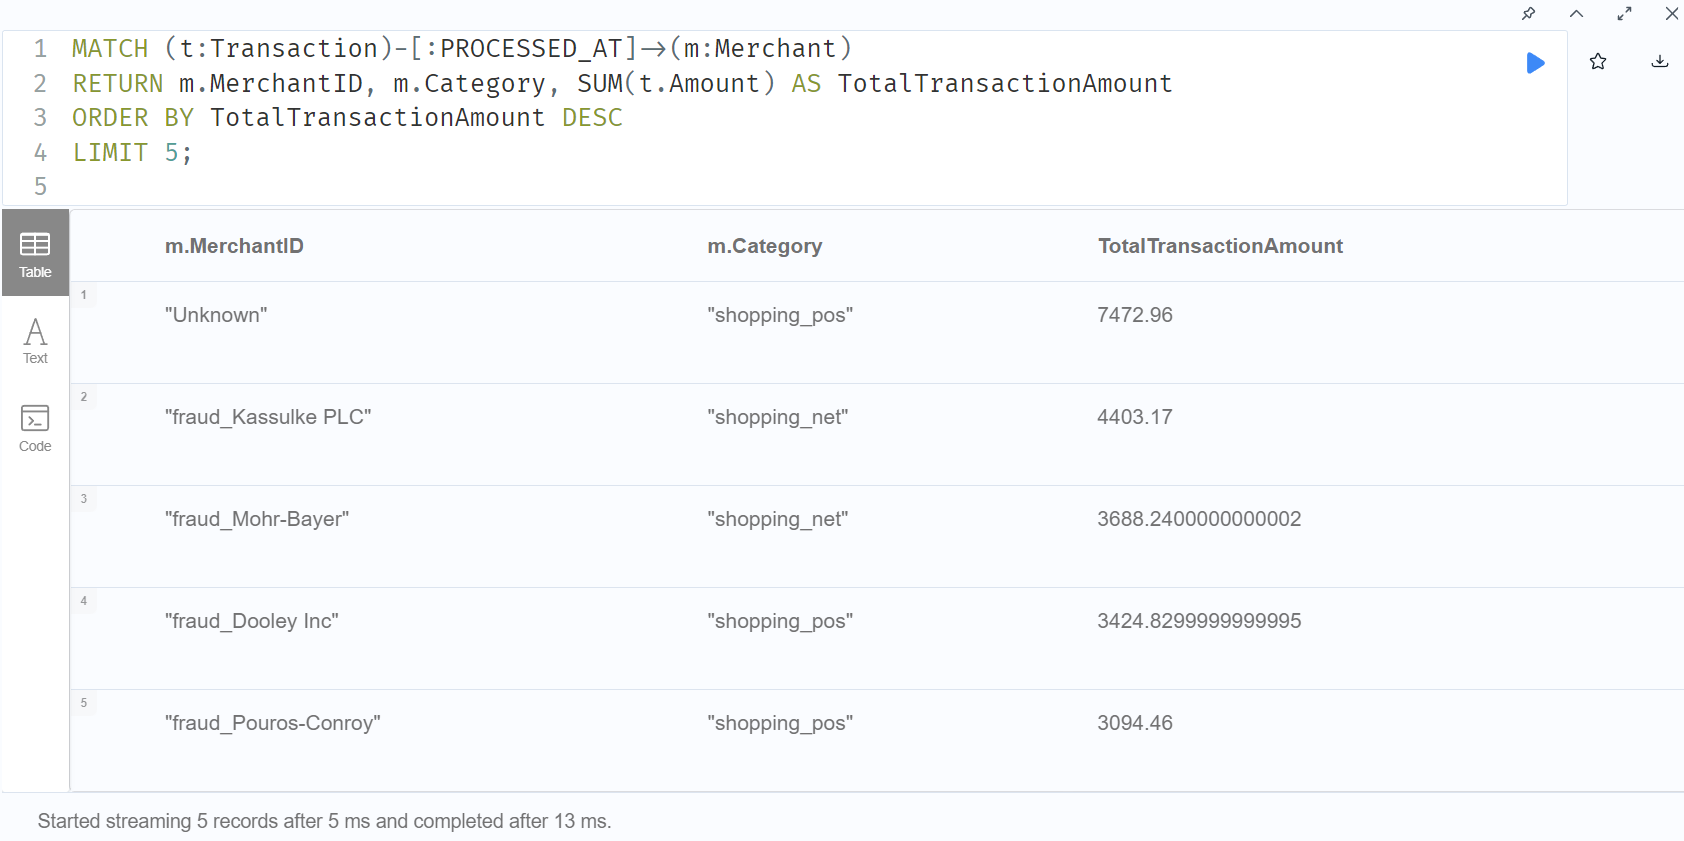 1 MATCH (t:Transaction)-[:PROCESSED_AT]->(m:Merchant)
2 RETURN m.MerchantID, m.Category, SUM(t.Amount) AS TotalTransactionAmount
3 ORDER BY TotalTransactionAmount DESC
4 LIMIT 5;
5
Table
Text
Code
m.MerchantID m.Category TotalTransactionAmount
1 "Unknown" "shopping_pos" 7472.96
2 "fraud_Kassulke PLC" "shopping_net" 4403.17
3 "fraud_Mohr-Bayer" "shopping_net" 3688.2400000000002
4 "fraud_Dooley Inc" "shopping_pos" 3424.8299999999995
5 "fraud_Pouros-Conroy" "shopping_pos" 3094.46
Started streaming 5 records after 5 ms and completed after 13 ms.